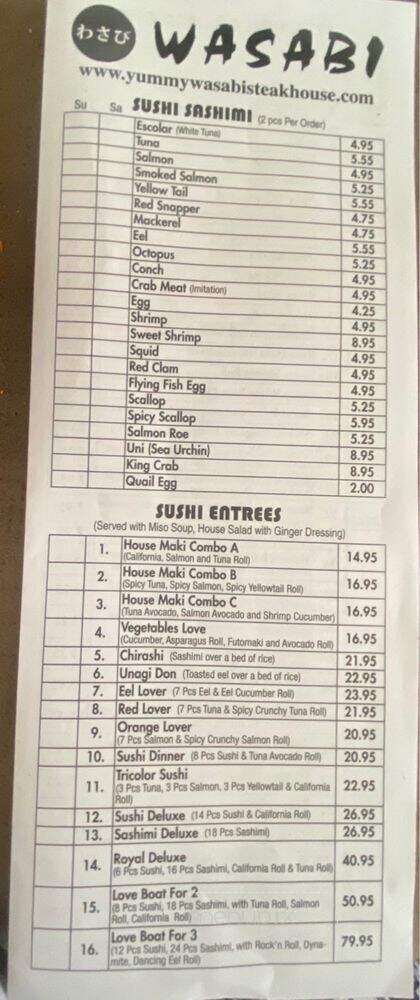 わさび WASABI
www.yummywasabisteakhouse.com
Su Sa SUSHI SASHIMI (2 pcs Per Order)
Escolar (White Tuna) 4.95
Tuna 5.55
Salmon 4.95
Smoked Salmon 5.25
Yellow Tail 5.55
Red Snapper 4.75
Mackerel 4.75
Eel 5.55
Octopus 5.25
Conch 4.95
Crab Meat (Imitation) 4.95
Egg 4.25
Shrimp 4.95
Sweet Shrimp 8.95
Squid 4.95
Red Clam 4.95
Flying Fish Egg 4.95
Scallop 5.25
Spicy Scallop 5.95
Salmon Roe 5.25
Uni (Sea Urchin) 8.95
King Crab 8.95
Quail Egg 2.00
SUSHI ENTREES
(Served with Miso Soup, House Salad with Ginger Dressing)
1. House Maki Combo A 14.95
(California, Salmon and Tuna Roll)
2. House Maki Combo B 16.95
(Spicy Tuna, Spicy Salmon, Spicy Yellowtail Roll)
3. House Maki Combo C 16.95
(Tuna Avocado, Salmon Avocado and Shrimp Cucumber)
4. Vegetables Love 16.95
(Cucumber, Asparagus Roll, Futomaki and Avocado Roll)
5. Chirashi (Sashimi over a bed of rice) 21.95
6. Unagi Don (Toasted eel over a bed of rice) 22.95
7. Eel Lover (7 Pcs Eel & Eel Cucumber Roll) 23.95
8. Red Lover (7 Pcs Tuna & Spicy Crunchy Tuna Roll) 21.95
9. Orange Lover 20.95
(7 Pcs Salmon & Spicy Crunchy Salmon Roll)
10. Sushi Dinner (8 Pcs Sushi & Tuna Avocado Roll) 20.95
11. Tricolor Sushi 22.95
(3 Pcs Tuna, 3 Pcs Salmon, 3 Pcs Yellowtail & California
Roll)
12. Sushi Deluxe (14 Pcs Sushi & California Roll) 26.95
13. Sashimi Deluxe (18 Pcs Sashimi) 26.95
14. Royal Deluxe 40.95
(6 Pcs Sushi, 16 Pcs Sashimi, California Roll & Tuna Roll)
15. Love Boat For 2 50.95
(8 Pcs Sushi, 18 Pcs Sashimi, with Tuna Roll, Salmon
Roll, California Roll)
16. Love Boat For 3 79.95
(12 Pcs Sushi, 24 Pcs Sashimi, with Rock'n Roll, Dyna-
mite, Dancing Eel Roll)